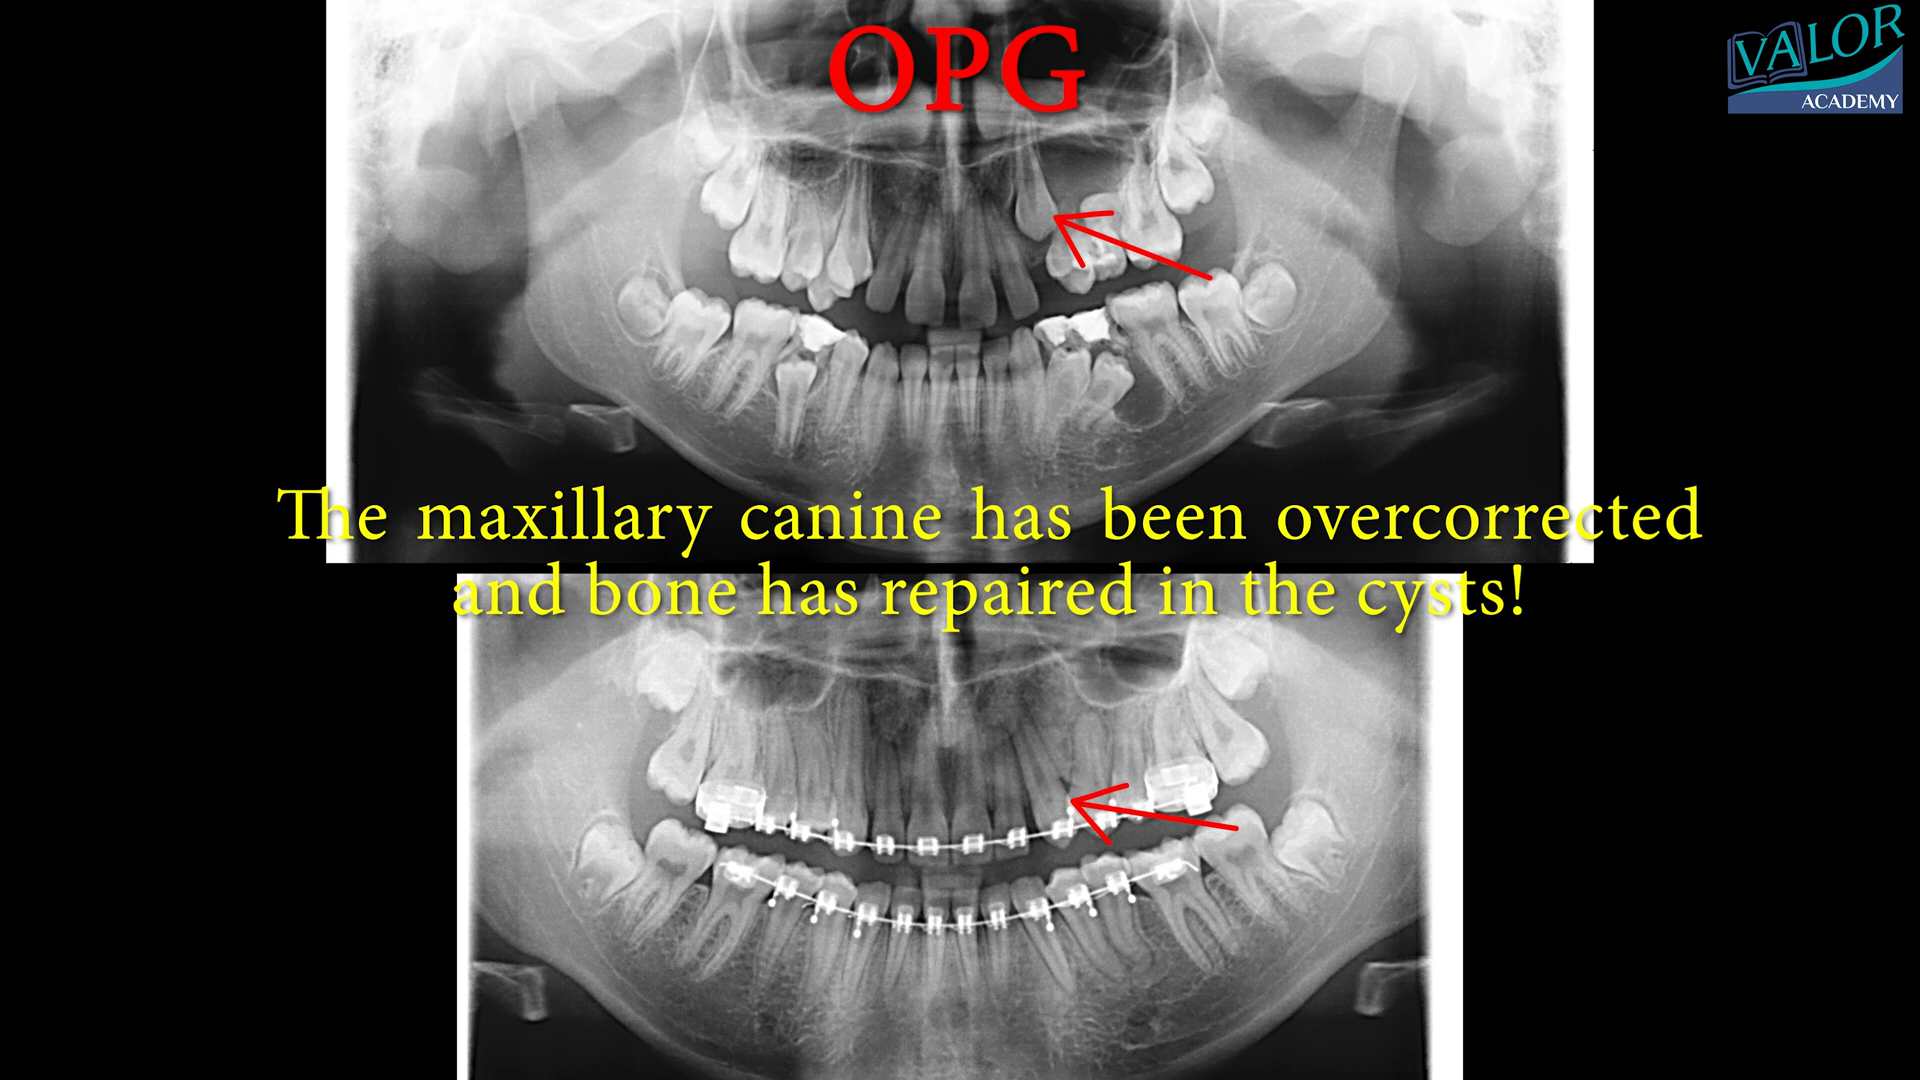 OPG
VALOR
ACADEMY
The maxillary canine has been overcorrected
and bone has repaired in the cysts!